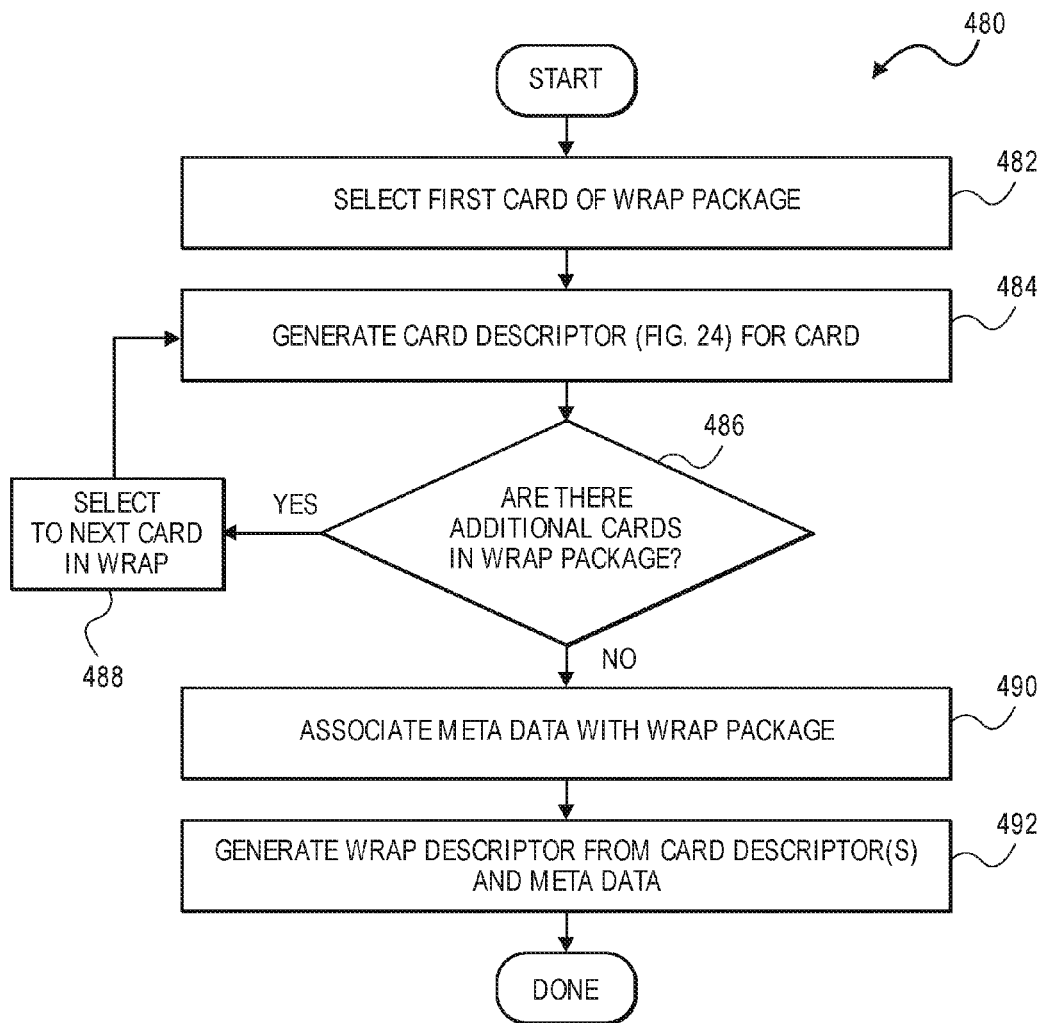 480
START
482
SELECT FIRST CARD OF WRAP PACKAGE
484
GENERATE CARD DESCRIPTOR (FIG. 24) FOR CARD
486
ARE THERE
ADDITIONAL CARDS
IN WRAP PACKAGE?
YES
SELECT
TO NEXT CARD
IN WRAP
488
NO
490
ASSOCIATE META DATA WITH WRAP PACKAGE
492
GENERATE WRAP DESCRIPTOR FROM CARD DESCRIPTOR(S)
AND META DATA
DONE